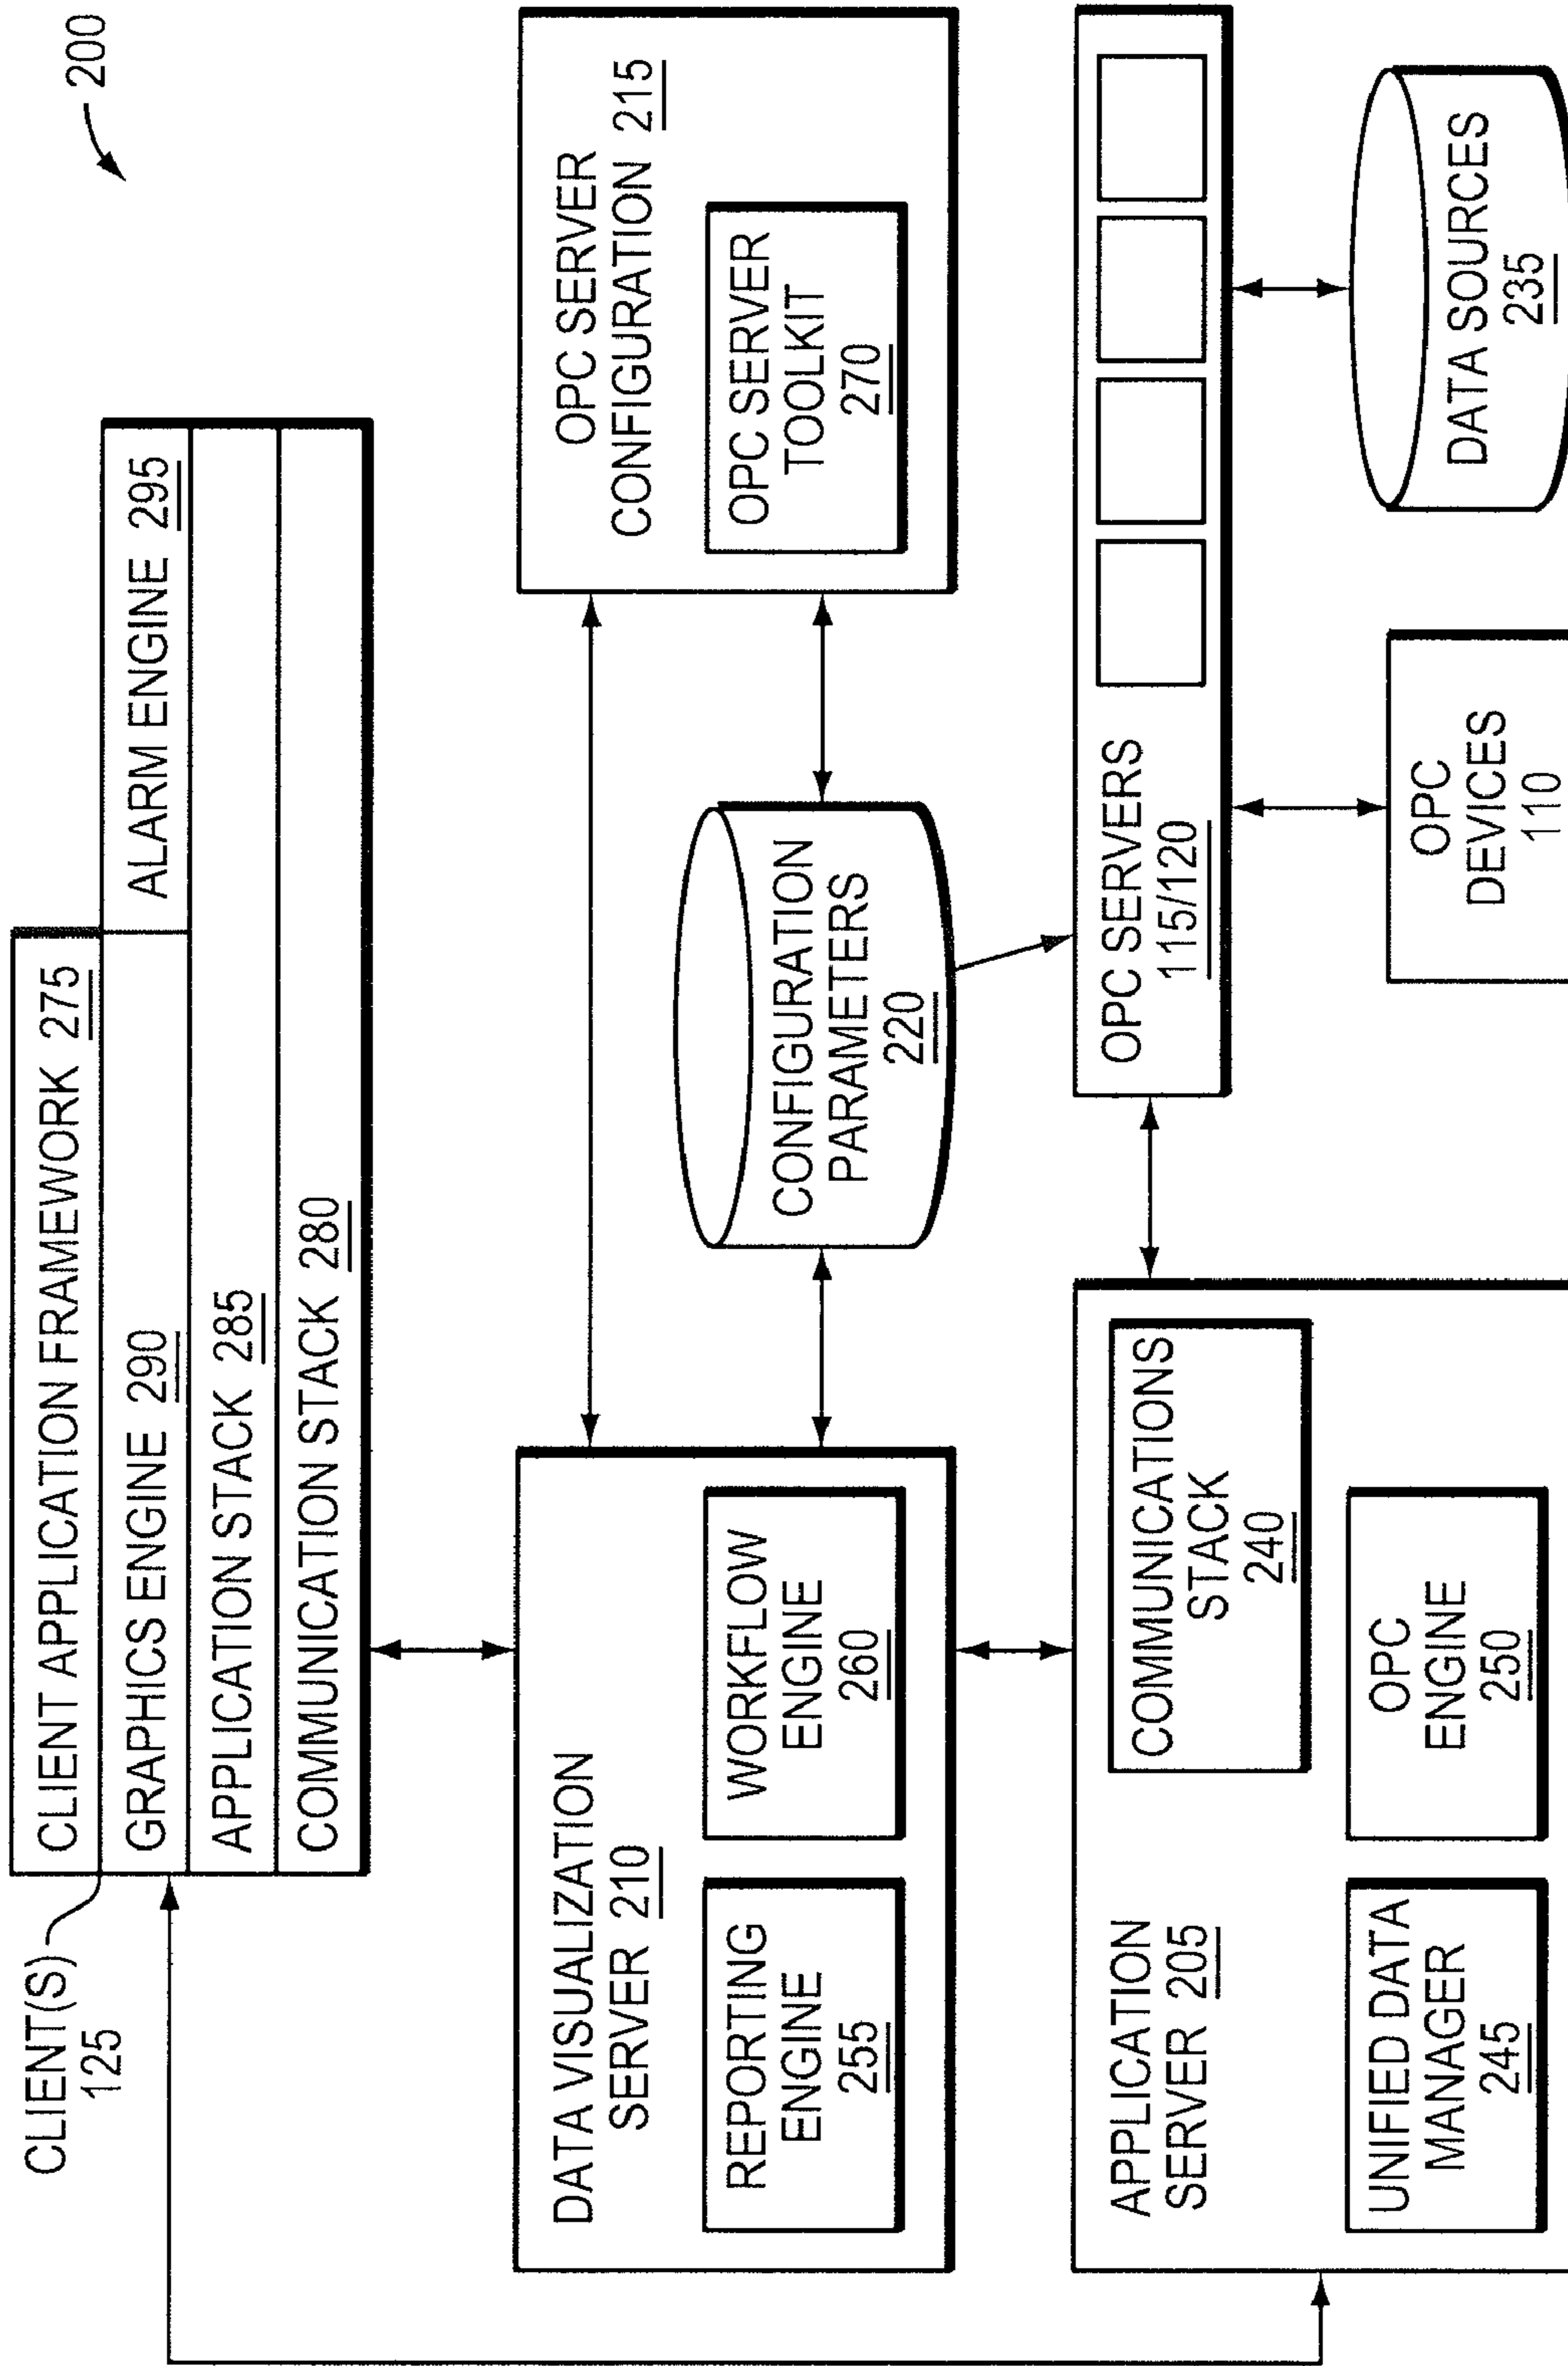 200
CLIENT(S)
125
CLIENT APPLICATION FRAMEWORK 275
GRAPHICS ENGINE 290
ALARM ENGINE 295
APPLICATION STACK 285
COMMUNICATION STACK 280
DATA VISUALIZATION
SERVER 210
REPORTING
ENGINE
255
WORKFLOW
ENGINE
260
CONFIGURATION
PARAMETERS
220
OPC SERVER
CONFIGURATION 215
OPC SERVER
TOOLKIT
270
APPLICATION
SERVER 205
COMMUNICATIONS
STACK
240
UNIFIED DATA
MANAGER
245
OPC
ENGINE
250
OPC SERVERS
115/120
OPC
DEVICES
110
DATA SOURCES
235